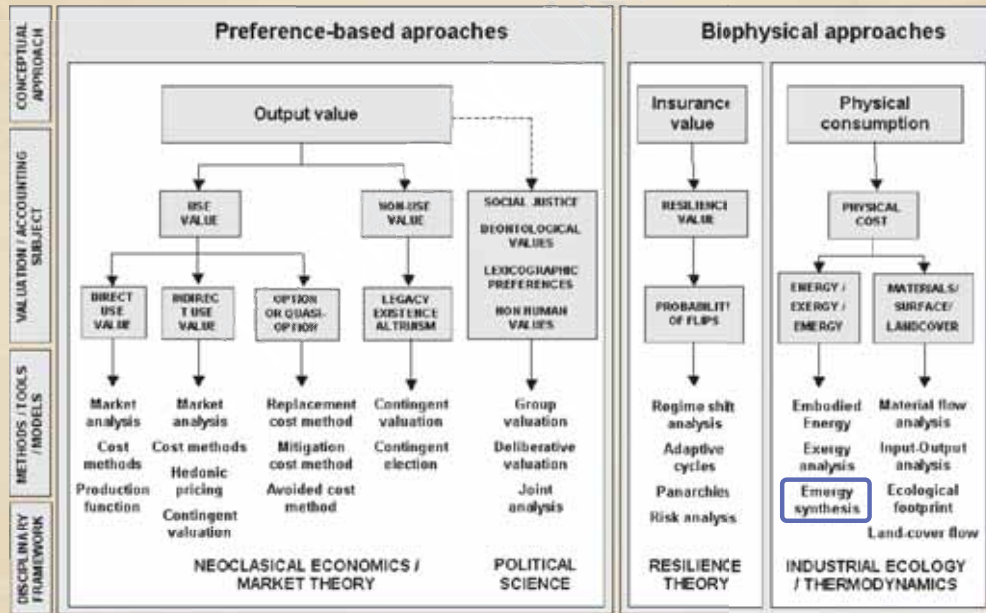 CONCEPTUAL
APPROACH
Preference-based aproaches
Biophysical approaches
Output value
Insurance
value
Physical
consumption
VALUATION / ACCOUNTING
SUBJECT
USE
VALUE
NON-USE
VALUE
SOCIAL JUSTICE
DEONTOLOGICAL
VALUES
LEXICOGRAPHIC
PREFERENCES
NON HUMAN
VALUES
RESILIENCE
VALUE
PHYSICAL
COST
DIRECT
USE
VALUE
INDIREC
T USE
VALUE
OPTION
OR QUASI-
OPTION
LEGACY
EXISTENCE
ALTRUISM
PROBABILITY
OF FLIPS
ENERGY /
EXERGY /
EMERGY
MATERIALS/
SURFACE/
LANDCOVER
METHODS / TOOLS
/ MODELS
Market
analysis
Cost
methods
Production
function
Market
analysis
Cost methods
Hedonic
pricing
Contingent
valuation
Replacement
cost method
Mitigation
cost method
Avoided cost
method
Contingent
valuation
Contingent
election
Group
valuation
Deliberative
valuation
Joint
analysis
Regime shift
analysis
Adaptive
cycles
Panarchies
Risk analysis
Embodied
Energy
Exergy
analysis
Emergy
synthesis
Material flow
analysis
Input-Output
analysis
Ecological
footprint
Land-cover flow
DISCIPLINARY
FRAMEWORK
NEOCLASICAL ECONOMICS /
MARKET THEORY
POLITICAL
SCIENCE
RESILIENCE
THEORY
INDUSTRIAL ECOLOGY
/ THERMODYNAMICS